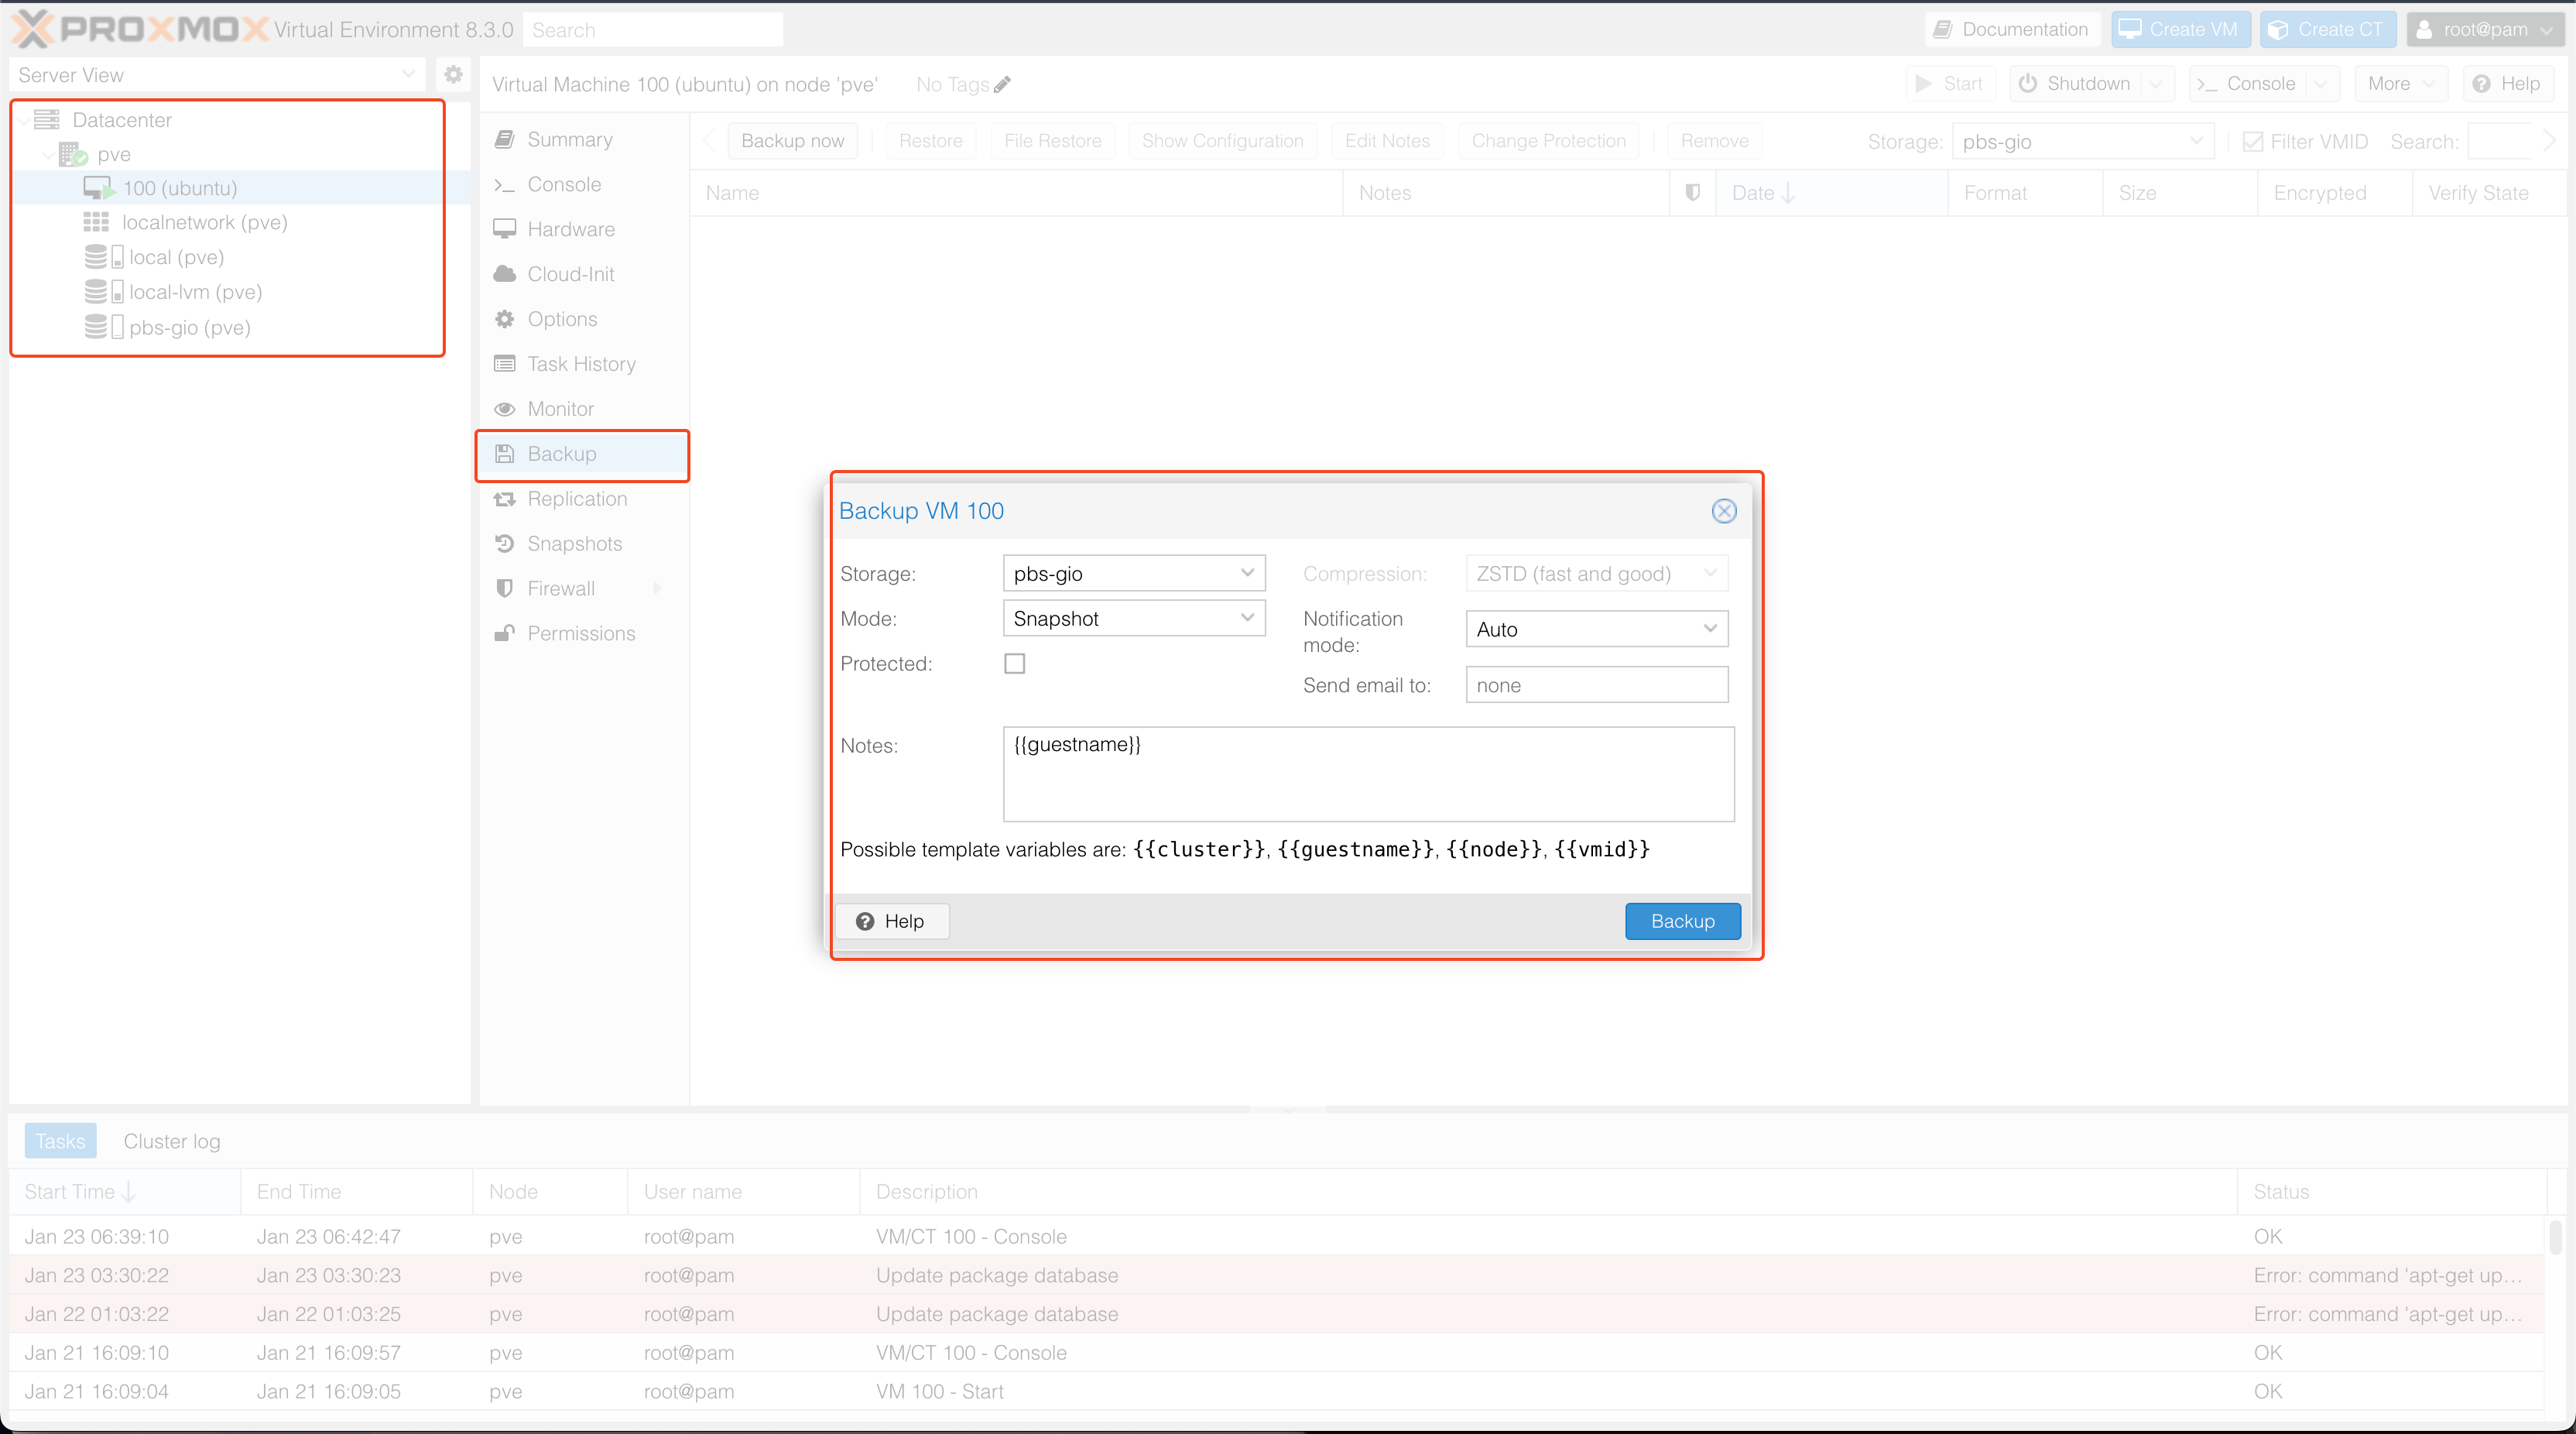 PROXMOX Virtual Environment 8.3.0 Search Documentation Create VM Create CT root@pam
Server View
Virtual Machine 100 (ubuntu) on node 'pve' No Tags Start Shutdown Console More Help
Datacenter
pve
100 (ubuntu)
localnetwork (pve)
local (pve)
local-lvm (pve)
pbs-gio (pve)
Summary
Console
Hardware
Cloud-Init
Options
Task History
Monitor
Backup
Replication
Snapshots
Firewall
Permissions
Backup now Restore File Restore Show Configuration Edit Notes Change Protection Remove Storage: pbs-gio Filter VMID Search:
Name Notes Date Format Size Encrypted Verify State
Backup VM 100
Storage: pbs-gio Compression: ZSTD (fast and good)
Mode: Snapshot Notification mode: Auto
Protected:
Send email to: none
Notes: {{guestname}}
Possible template variables are: {{cluster}}, {{guestname}}, {{node}}, {{vmid}}
Help Backup
Tasks Cluster log
Start Time End Time Node User name Description Status
Jan 23 06:39:10 Jan 23 06:42:47 pve root@pam VM/CT 100 - Console OK
Jan 23 03:30:22 Jan 23 03:30:23 pve root@pam Update package database Error: command 'apt-get up...
Jan 22 01:03:22 Jan 22 01:03:25 pve root@pam Update package database Error: command 'apt-get up...
Jan 21 16:09:10 Jan 21 16:09:57 pve root@pam VM/CT 100 - Console OK
Jan 21 16:09:04 Jan 21 16:09:05 pve root@pam VM 100 - Start OK